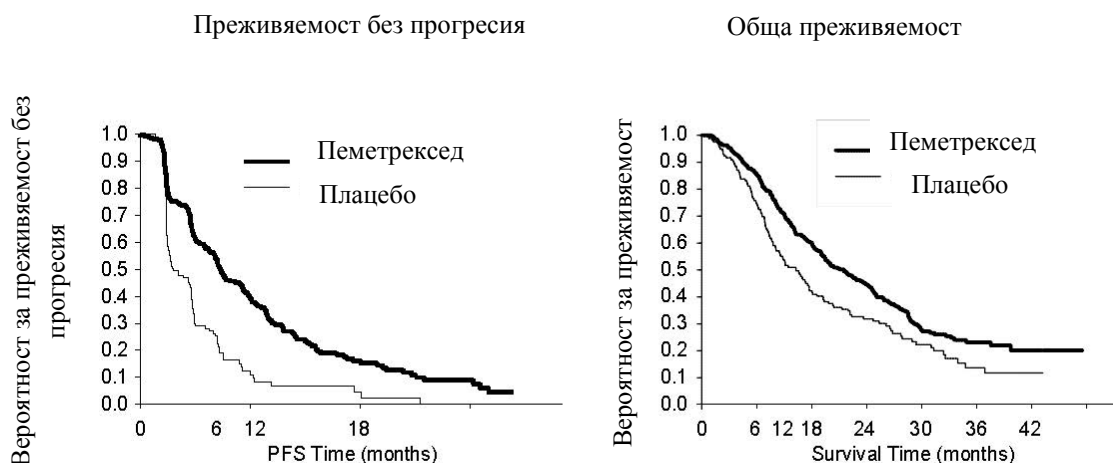 Преживяемост без прогресия
Обща преживяемост
Вероятност за преживяемост без
прогресия
1.0
0.9
0.8
0.7
0.6
0.5
0.4
0.3
0.2
0.1
0.0
Пеметрексед
Плацебо
0 6 12 18
PFS Time (months)
Вероятност за преживяемост
1.0
0.9
0.8
0.7
0.6
0.5
0.4
0.3
0.2
0.1
0.0
Пеметрексед
Плацебо
0 6 12 18 24 30 36 42
Survival Time (months)